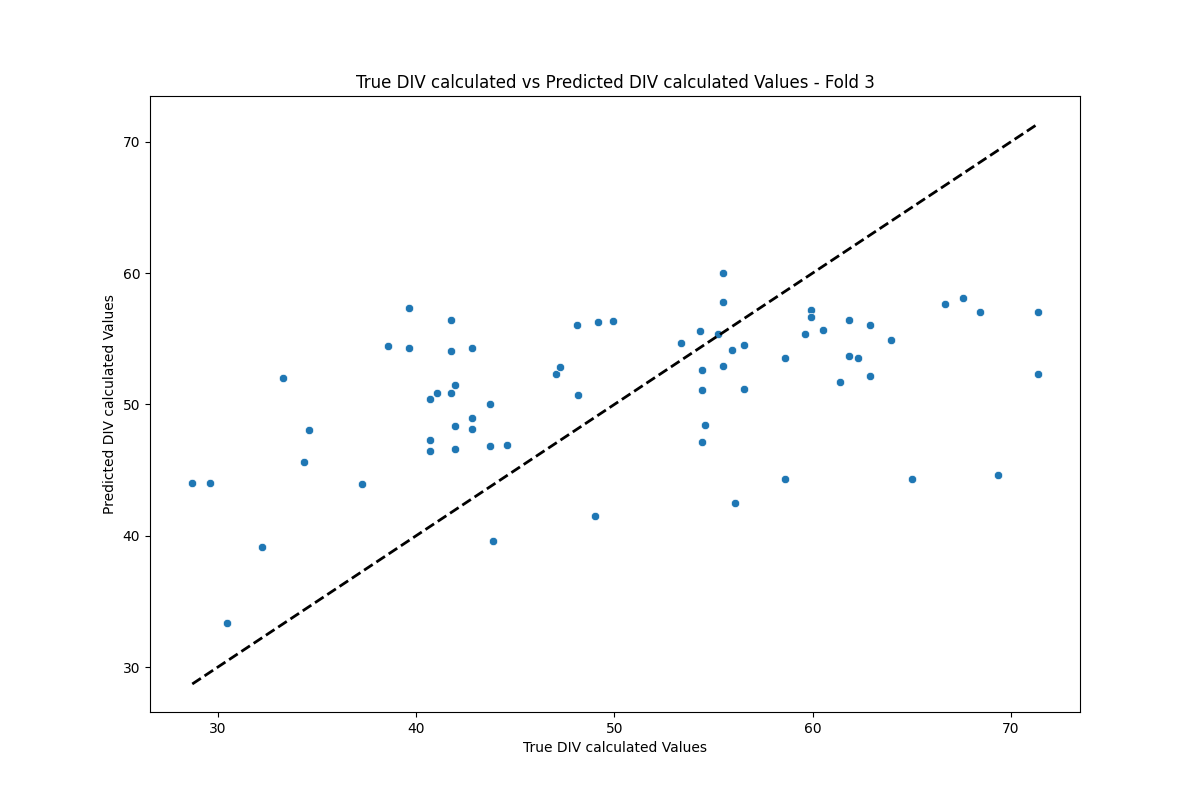 True DIV calculated vs Predicted DIV calculated Values - Fold 3
Predicted DIV calculated Values
70
60
50
40
30
30 40 50 60 70
True DIV calculated Values